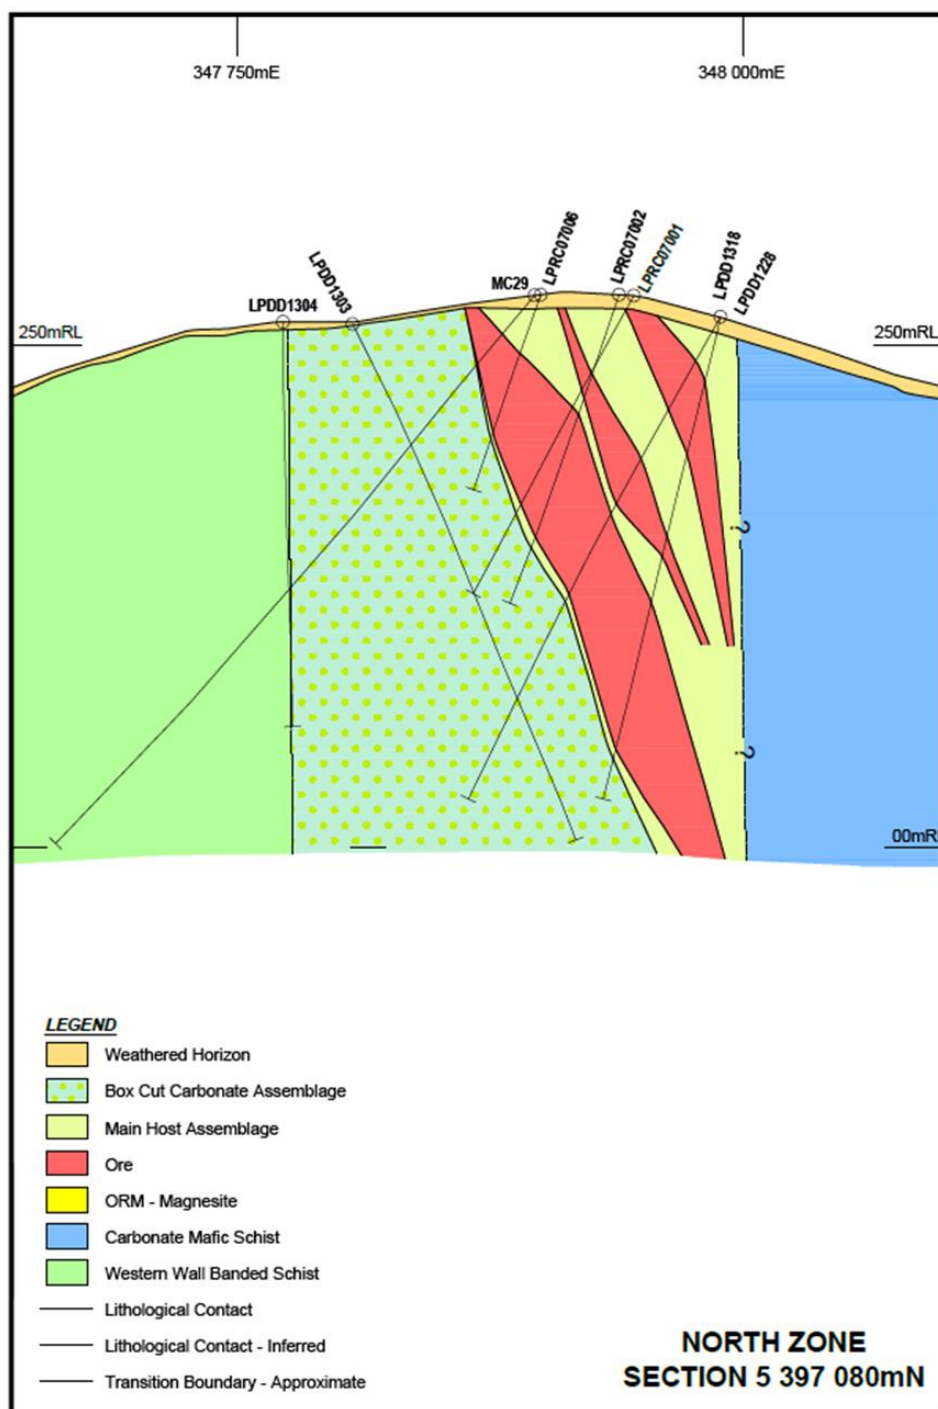 347 750mE
348 000mE
LPDD1304
LPDD1303
MC29
LPRC07006
LPRC07002
LPRC07001
LPDD1318
LPDD1228
250mRL
250mRL
?
?
00mR
LEGEND
Weathered Horizon
Box Cut Carbonate Assemblage
Main Host Assemblage
Ore
ORM - Magnesite
Carbonate Mafic Schist
Western Wall Banded Schist
Lithological Contact
Lithological Contact - Inferred
Transition Boundary - Approximate
NORTH ZONE
SECTION 5 397 080mN